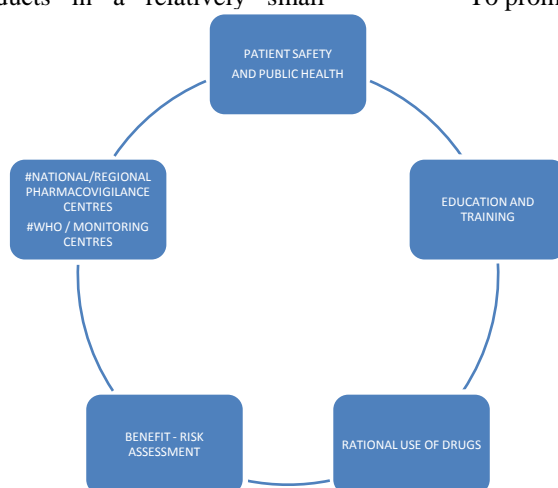 ducts in a relatively small
To prom
PATIENT SAFETY
AND PUBLIC HEALTH
#NATIONAL/REGIONAL
PHARMACOVIGILANCE
CENTRES
#WHO / MONITORING
CENTRES
EDUCATION AND
TRAINING
BENEFIT - RISK
ASSESSMENT
RATIONAL USE OF DRUGS